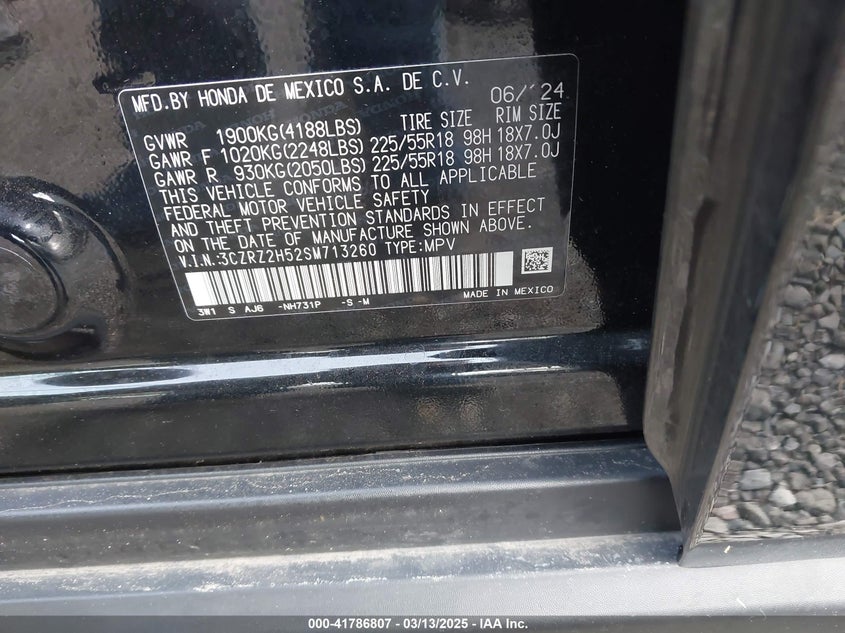 MFD.BY HONDA DE MEXICO S.A. DE C.V. 06/'24
TIRE SIZE RIM SIZE
GVWR 1900KG(4188LBS)
GAWR F 1020KG(2248LBS) 225/55R18 98H 18X7.0J
GAWR R 930KG(2050LBS) 225/55R18 98H 18X7.0J
THIS VEHICLE CONFORMS TO ALL APPLICABLE
FEDERAL MOTOR VEHICLE SAFETY
AND THEFT PREVENTION STANDARDS IN EFFECT
ON THE DATE OF MANUFACTURE SHOWN ABOVE.
V.I.N.:3CZRZ2H52SM713260 TYPE:MPV
3W1 S AJ6 -NH731P -S -M MADE IN MEXICO
000-41786807 — 03/13/2025 - IAA Inc.